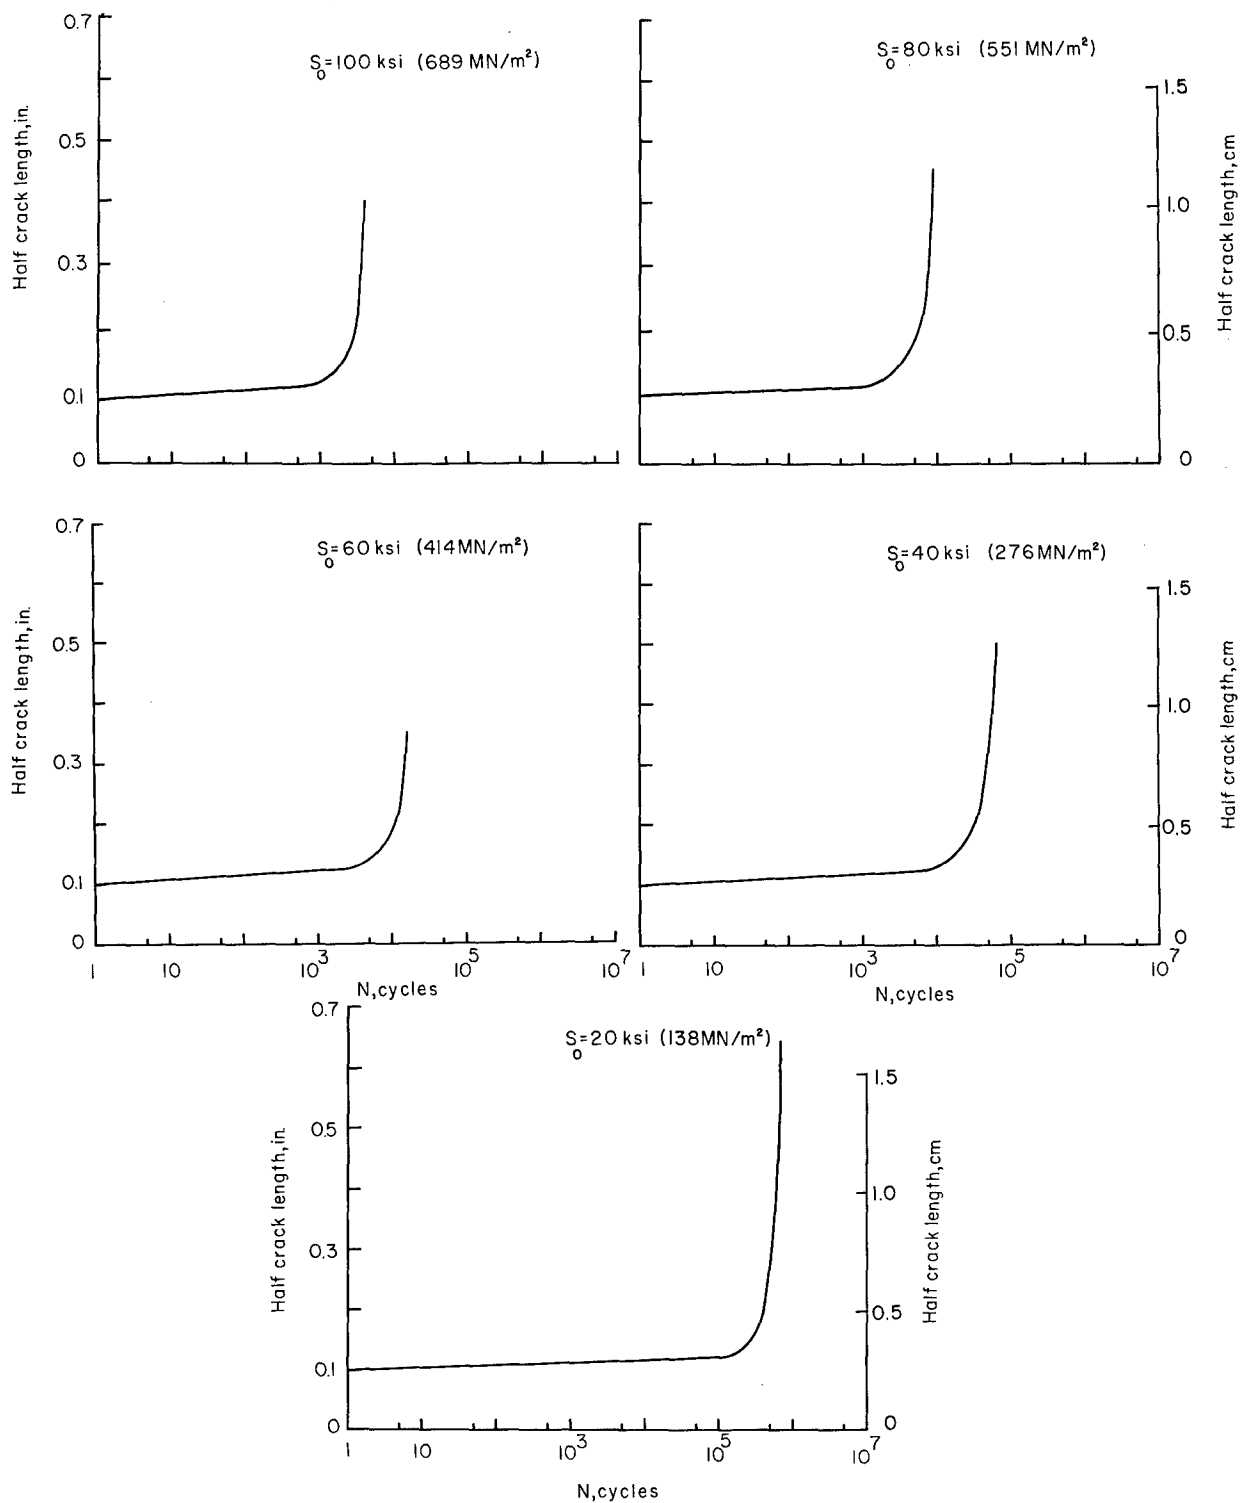 S₀=100 ksi (689 MN/m²)
0.7
0.5
0.3
0.1
0
Half crack length,in.
S₀=80 ksi (551 MN/m²)
1.5
1.0
0.5
0
Half crack length,cm
S₀=60 ksi (414MN/m²)
0.7
0.5
0.3
0.1
0
Half crack length,in.
1 10 10³ 10⁵ 10⁷
N,cycles
S₀=40 ksi (276MN/m²)
1.5
1.0
0.5
0
Half crack length,cm
1 10 10³ 10⁵ 10⁷
N,cycles
S₀=20 ksi (138MN/m²)
0.7
0.5
0.3
0.1
0
Half crack length,in.
1.5
1.0
0.5
0
Half crack length,cm
1 10 10³ 10⁵ 10⁷
N,cycles